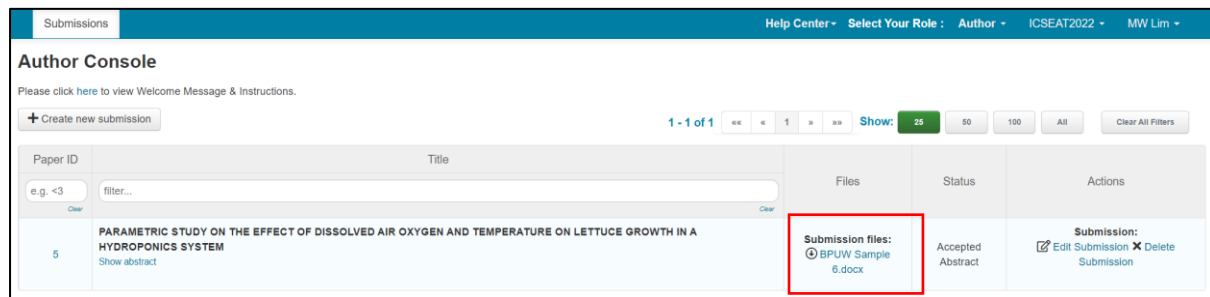 Submissions
Help Center
Select Your Role :
Author
ICSEAT2022
MW Lim
Author Console
Please click here to view Welcome Message & Instructions.
+ Create new submission
1 - 1 of 1
««
«
1
»
»»
Show:
25
50
100
All
Clear All Filters
Paper ID
Title
Files
Status
Actions
e.g. <3
filter...
Clear
Clear
5
PARAMETRIC STUDY ON THE EFFECT OF DISSOLVED AIR OXYGEN AND TEMPERATURE ON LETTUCE GROWTH IN A
HYDROPONICS SYSTEM
Show abstract
Submission files:
BPUW Sample
6.docx
Accepted
Abstract
Submission:
Edit Submission ✕ Delete
Submission